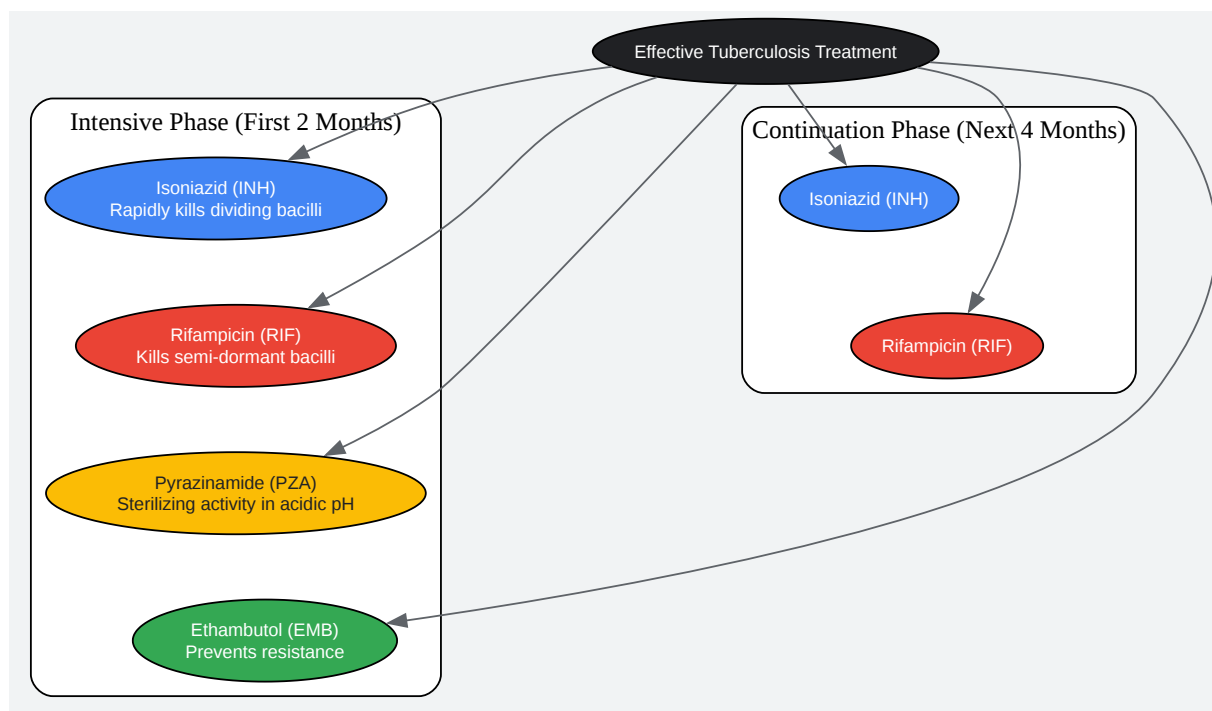 Effective Tuberculosis Treatment
Intensive Phase (First 2 Months)
Isoniazid (INH)
Rapidly kills dividing bacilli
Rifampicin (RIF)
Kills semi-dormant bacilli
Pyrazinamide (PZA)
Sterilizing activity in acidic pH
Ethambutol (EMB)
Prevents resistance
Continuation Phase (Next 4 Months)
Isoniazid (INH)
Rifampicin (RIF)